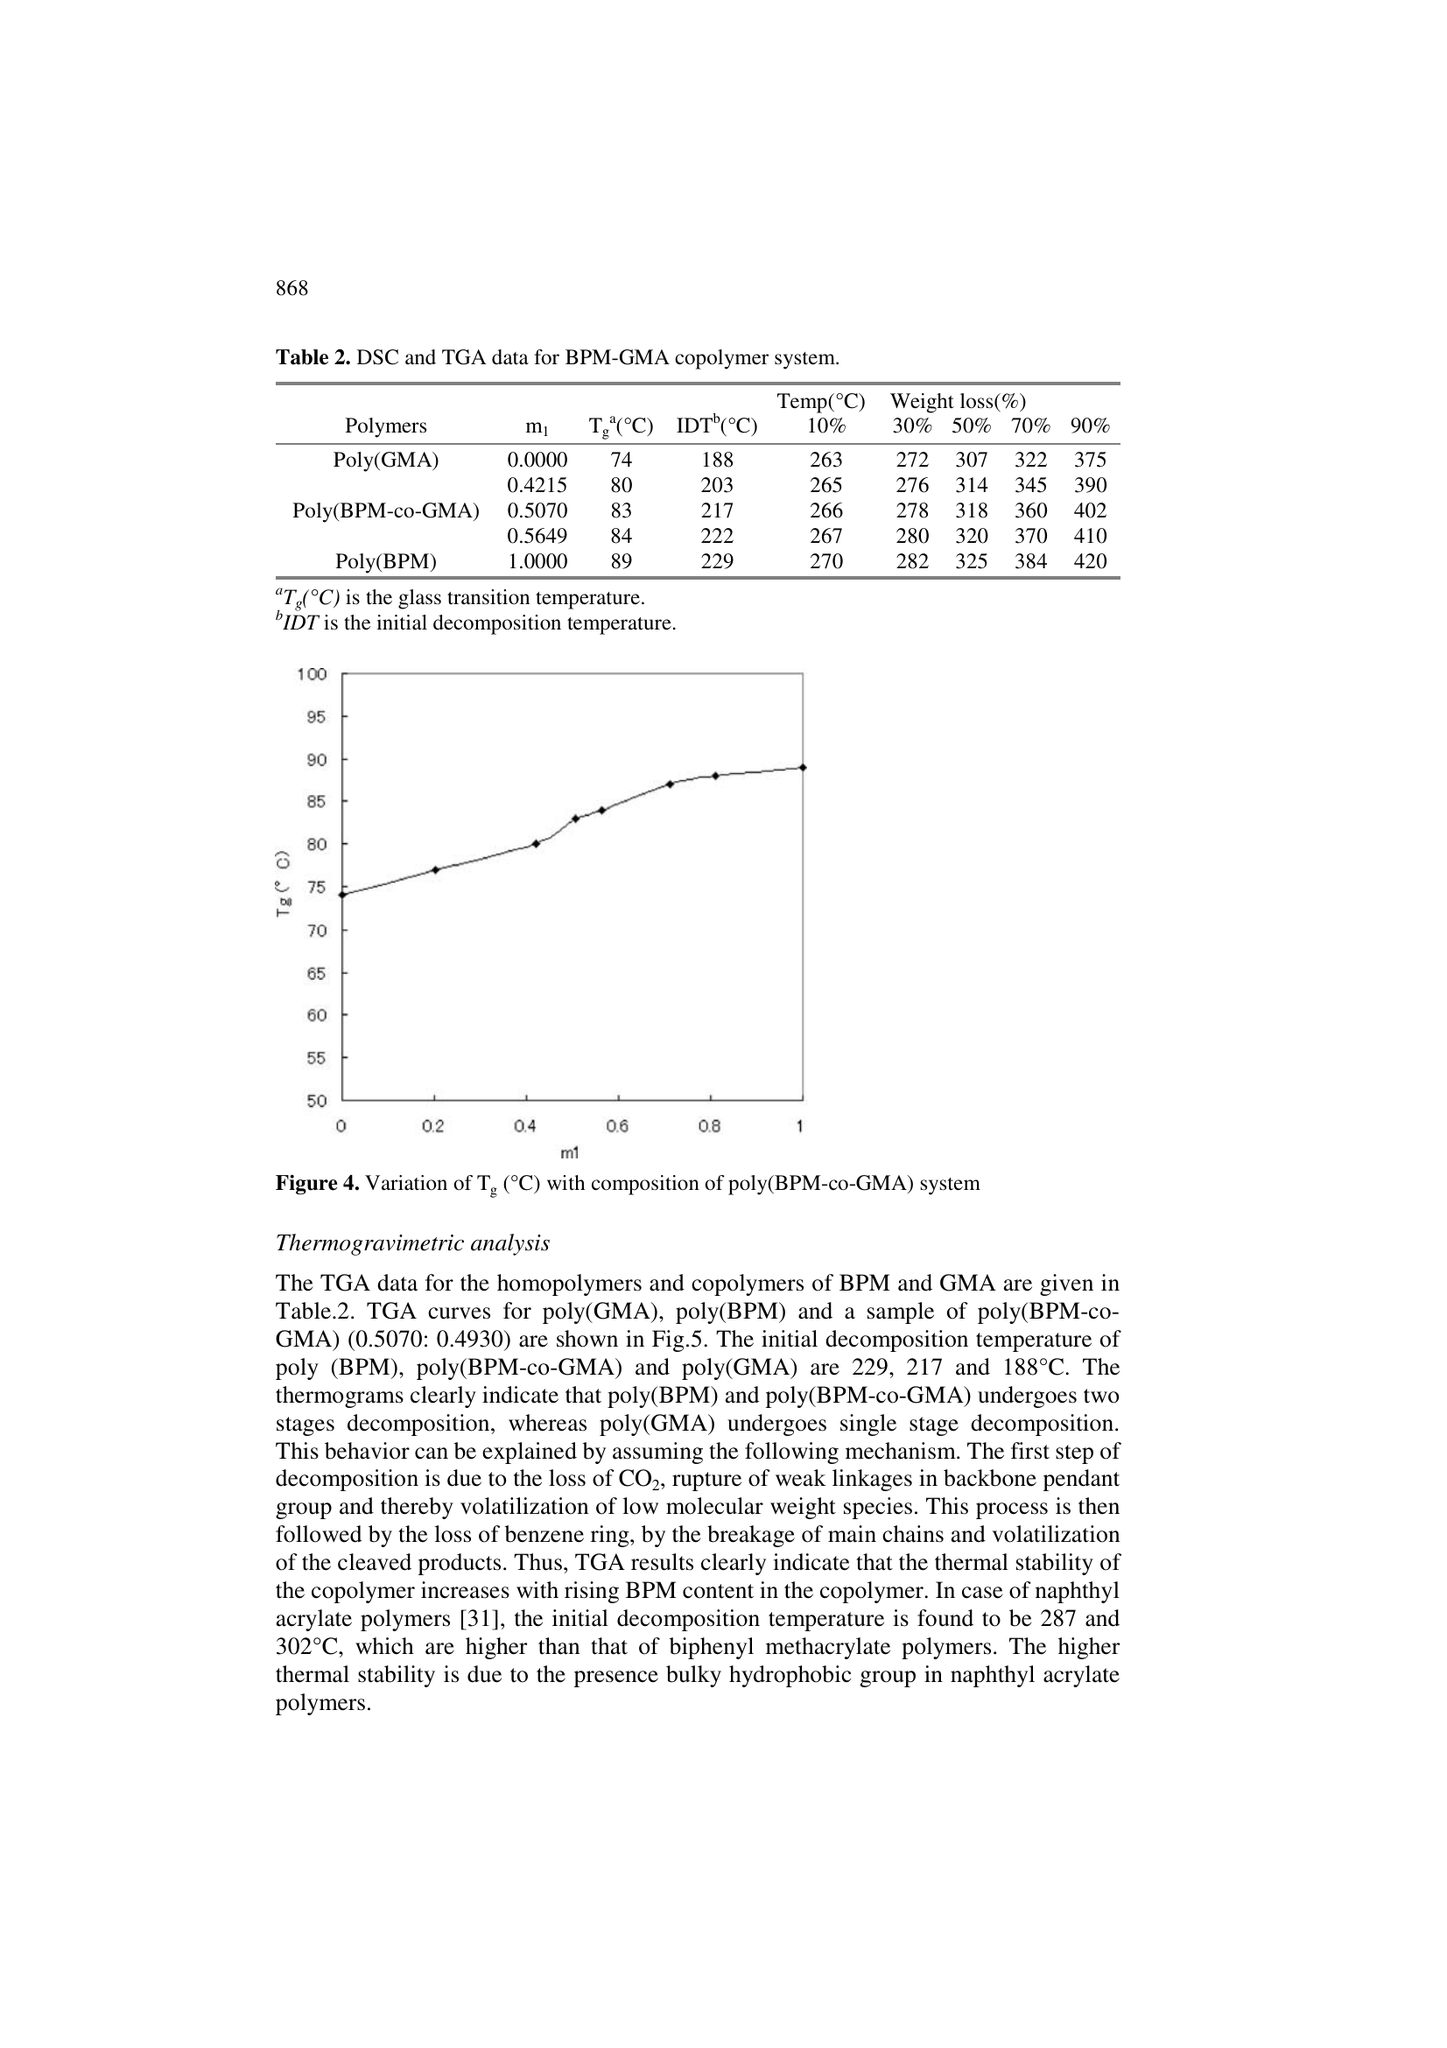 868
Table 2. DSC and TGA data for BPM-GMA copolymer system.
Temp(°C) Weight loss(%)
Polymers m1 Tga(°C) IDTb(°C) 10% 30% 50% 70% 90%
Poly(GMA) 0.0000 74 188 263 272 307 322 375
0.4215 80 203 265 276 314 345 390
Poly(BPM-co-GMA) 0.5070 83 217 266 278 318 360 402
0.5649 84 222 267 280 320 370 410
Poly(BPM) 1.0000 89 229 270 282 325 384 420
aTg(°C) is the glass transition temperature.
bIDT is the initial decomposition temperature.
100
95
90
85
80
75
70
65
60
55
50
Tg (° C)
0 0.2 0.4 0.6 0.8 1
m1
Figure 4. Variation of Tg (°C) with composition of poly(BPM-co-GMA) system
Thermogravimetric analysis
The TGA data for the homopolymers and copolymers of BPM and GMA are given in
Table.2. TGA curves for poly(GMA), poly(BPM) and a sample of poly(BPM-co-
GMA) (0.5070: 0.4930) are shown in Fig.5. The initial decomposition temperature of
poly (BPM), poly(BPM-co-GMA) and poly(GMA) are 229, 217 and 188°C. The
thermograms clearly indicate that poly(BPM) and poly(BPM-co-GMA) undergoes two
stages decomposition, whereas poly(GMA) undergoes single stage decomposition.
This behavior can be explained by assuming the following mechanism. The first step of
decomposition is due to the loss of CO2, rupture of weak linkages in backbone pendant
group and thereby volatilization of low molecular weight species. This process is then
followed by the loss of benzene ring, by the breakage of main chains and volatilization
of the cleaved products. Thus, TGA results clearly indicate that the thermal stability of
the copolymer increases with rising BPM content in the copolymer. In case of naphthyl
acrylate polymers [31], the initial decomposition temperature is found to be 287 and
302°C, which are higher than that of biphenyl methacrylate polymers. The higher
thermal stability is due to the presence bulky hydrophobic group in naphthyl acrylate
polymers.